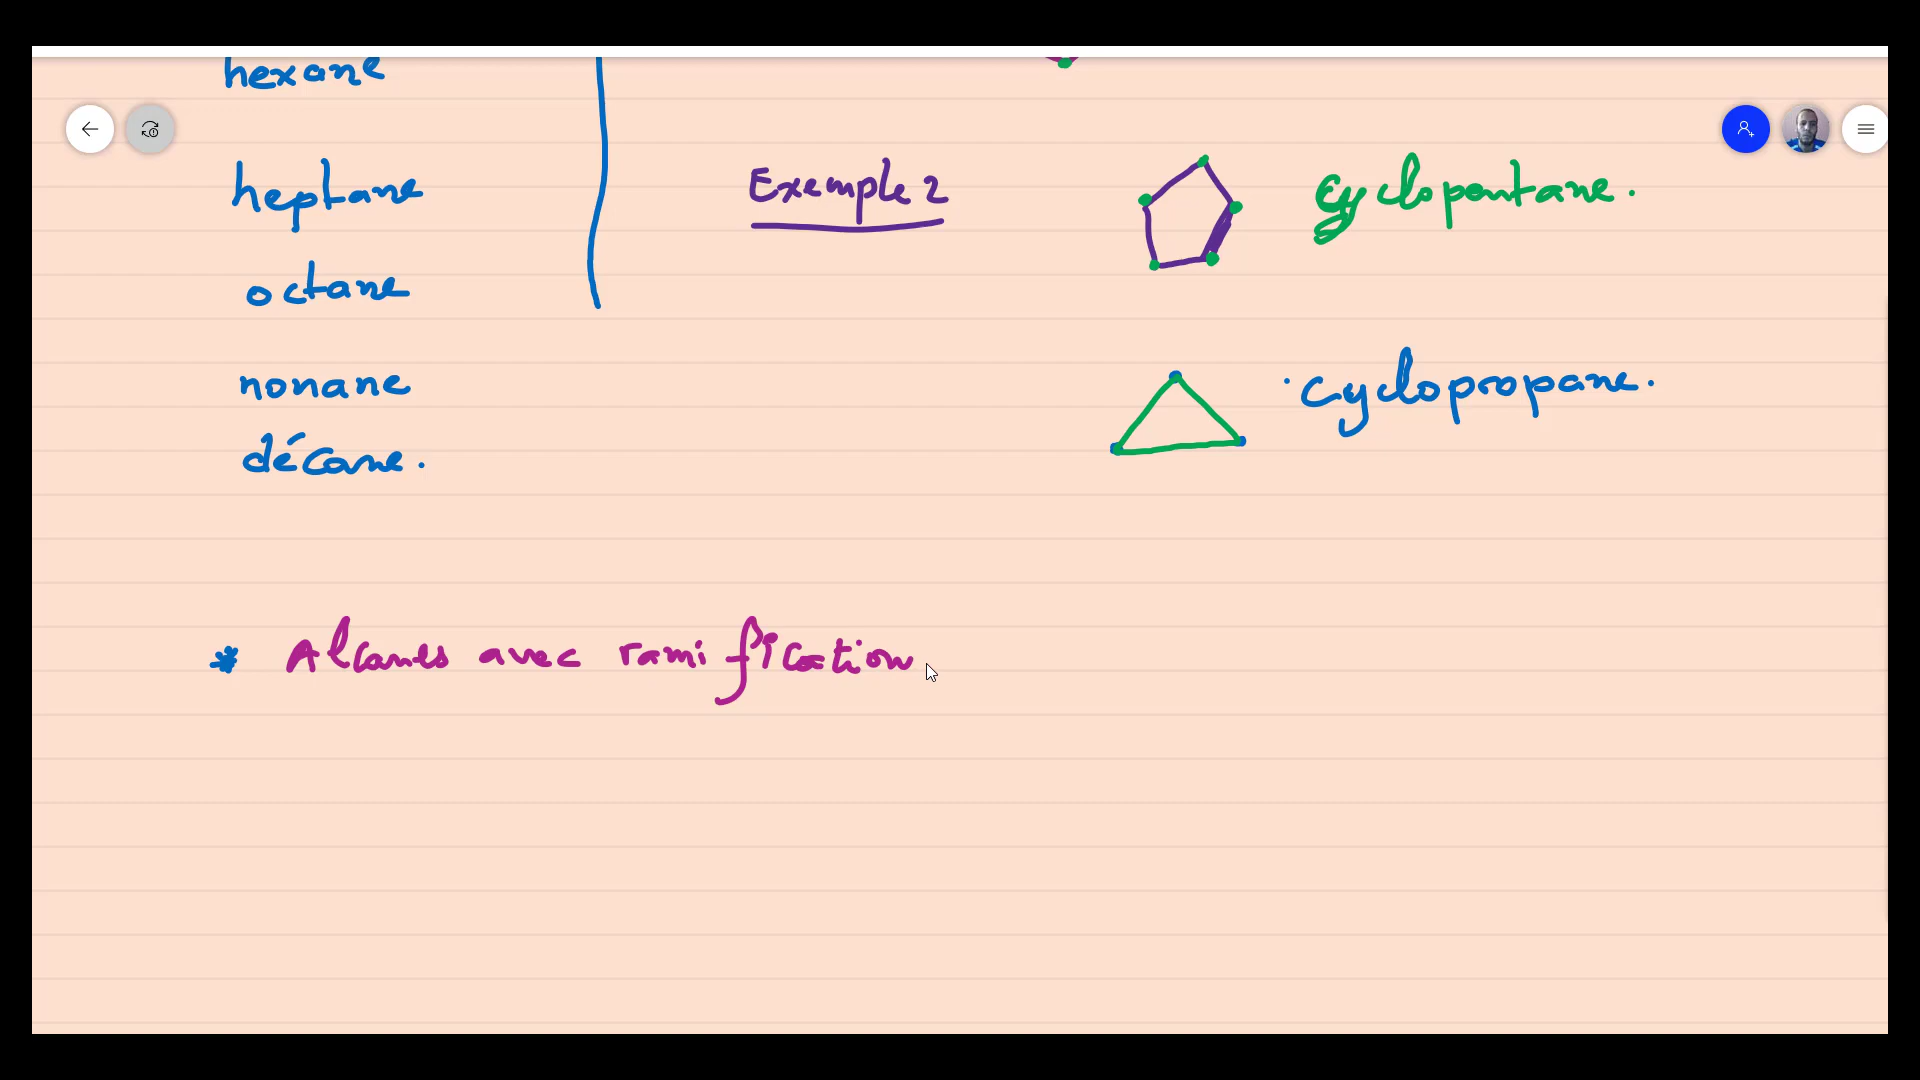 hexane
heptane
octane
nonane
décane.
Exemple 2
cyclopentane.
cyclopropane.
* Alcanes avec ramification